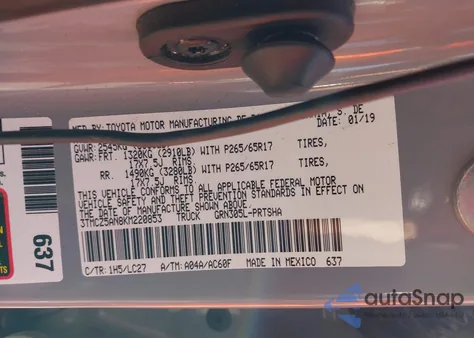 MFD BY: TOYOTA MOTOR MANUFACTURING DE
S. DE
DATE: 01/19
GVWR: 2545KG
GAWR: FRT. 1320KG (2910LB) WITH P265/65R17 TIRES,
17X7.5J RIMS
RR. 1490KG (3280LB) WITH P265/65R17 TIRES,
17X7.5J RIMS
THIS VEHICLE CONFORMS TO ALL APPLICABLE FEDERAL MOTOR
VEHICLE SAFETY AND THEFT PREVENTION STANDARDS IN EFFECT ON
THE DATE OF MANUFACTURE SHOWN ABOVE.
3TMCZ5AN8KM220853 TRUCK GRN305L-PRTSHA
C/TR: 1H5/LC27 A/TM: A04A/AC60F MADE IN MEXICO 637
637
autoSnap